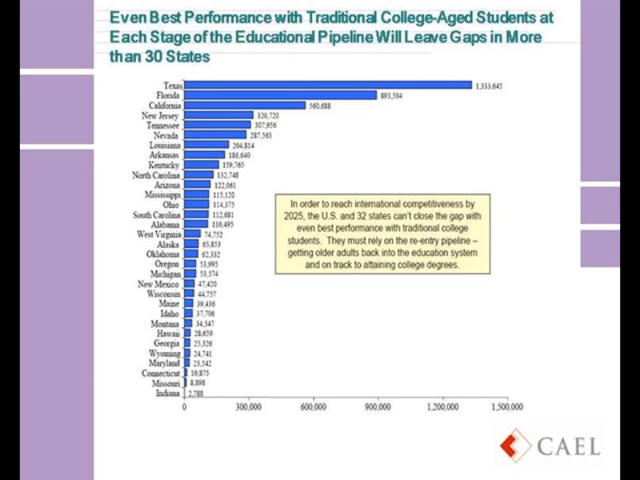 Even Best Performance with Traditional College-Aged Students at
Each Stage of the Educational Pipeline Will Leave Gaps in More
than 30 States
Texas 1,333,645
Florida 893,504
California 560,688
New Jersey 320,720
Tennessee 307,956
Nevada 287,565
Louisiana 204,814
Arkansas 186,640
Kentucky 159,765
North Carolina 132,748
Arizona 122,061
Mississippi 115,120
Ohio 114,375
South Carolina 112,681
Alabama 110,495
West Virginia 74,752
Alaska 65,853
Oklahoma 62,332
Oregon 53,995
Michigan 53,574
New Mexico 47,420
Wisconsin 44,757
Maine 39,436
Idaho 37,706
Montana 34,547
Hawaii 28,659
Georgia 25,326
Wyoming 24,741
Maryland 23,542
Connecticut 10,875
Missouri 8,898
Indiana 2,788
0 300,000 600,000 900,000 1,200,000 1,500,000
In order to reach international competitiveness by
2025, the U.S. and 32 states can't close the gap with
even best performance with traditional college
students. They must rely on the re-entry pipeline –
getting older adults back into the education system
and on track to attaining college degrees.
CAEL